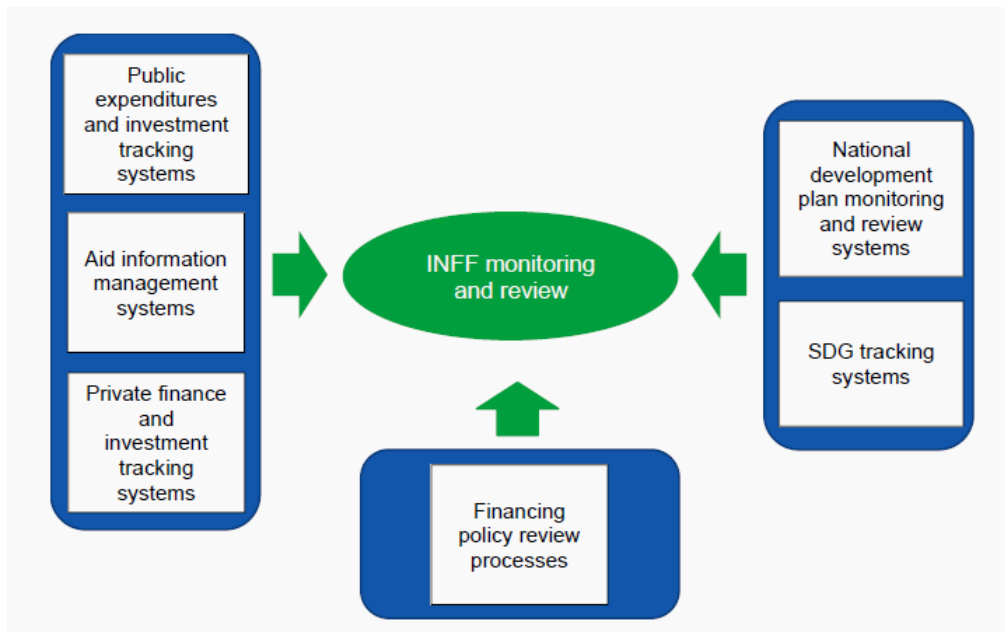 Public
expenditures
and investment
tracking
systems
Aid information
management
systems
Private finance
and
investment
tracking
systems
INFF monitoring
and review
Financing
policy review
processes
National
development
plan monitoring
and review
systems
SDG tracking
systems